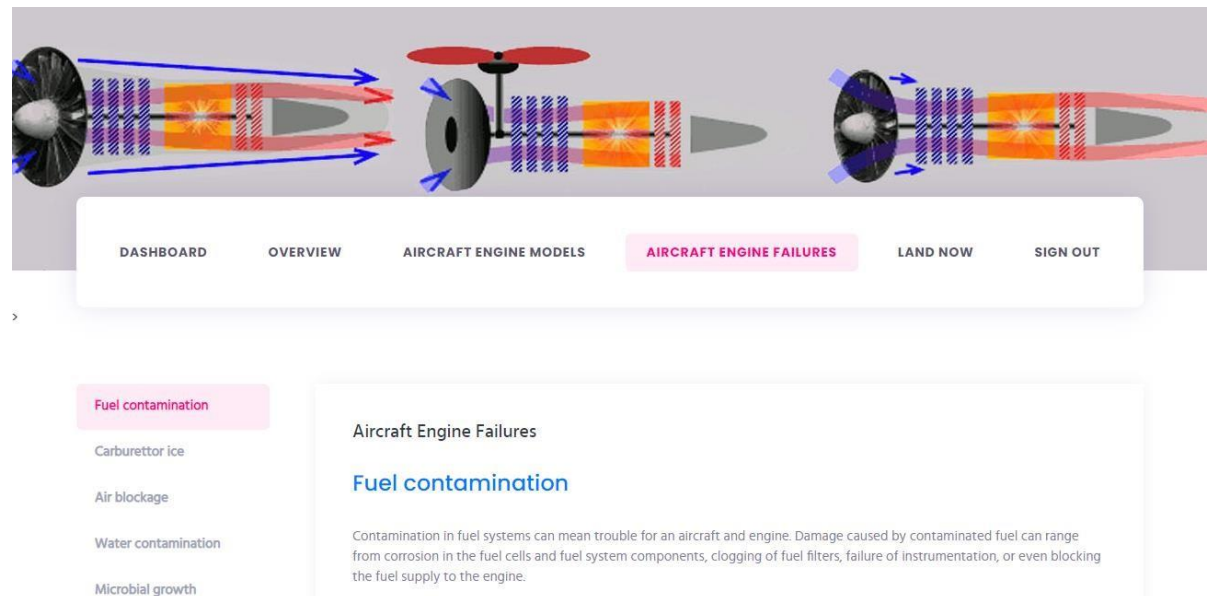 DASHBOARD
OVERVIEW
AIRCRAFT ENGINE MODELS
AIRCRAFT ENGINE FAILURES
LAND NOW
SIGN OUT
>
Fuel contamination
Carburettor ice
Air blockage
Water contamination
Microbial growth
Aircraft Engine Failures
Fuel contamination
Contamination in fuel systems can mean trouble for an aircraft and engine. Damage caused by contaminated fuel can range
from corrosion in the fuel cells and fuel system components, clogging of fuel filters, failure of instrumentation, or even blocking
the fuel supply to the engine.